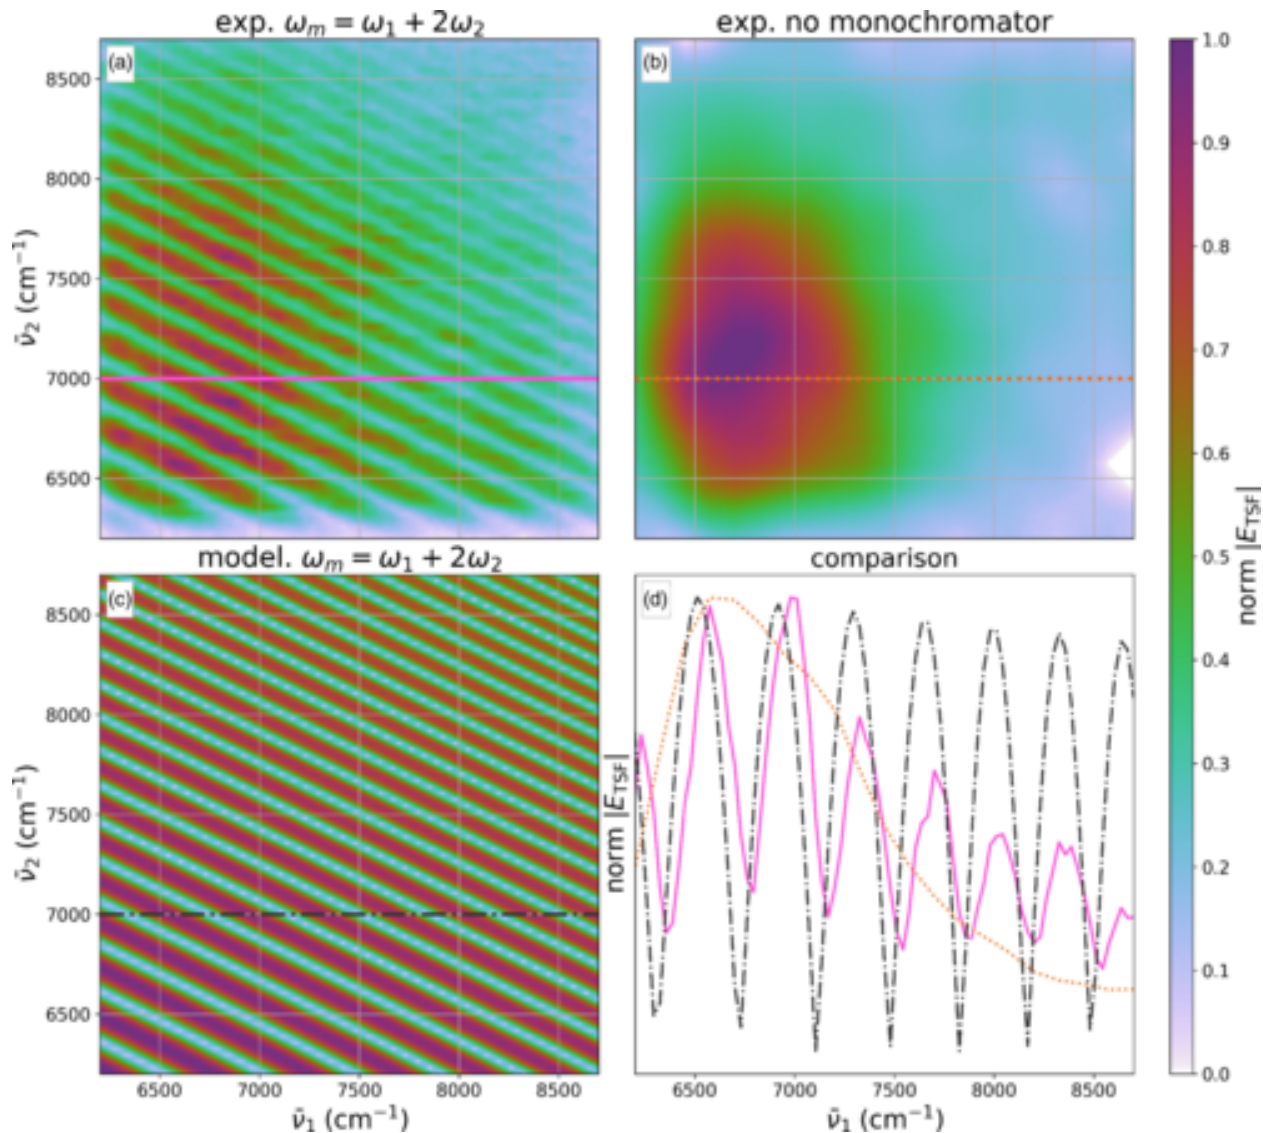 exp. ωₘ = ω₁ + 2ω₂
exp. no monochromator
(a)
(b)
8500
8000
7500
7000
6500
ν̄₂ (cm⁻¹)
1.0
0.9
0.8
0.7
0.6
0.5
0.4
0.3
0.2
0.1
0.0
norm |E_TSF|
model. ωₘ = ω₁ + 2ω₂
comparison
(c)
(d)
8500
8000
7500
7000
6500
ν̄₂ (cm⁻¹)
norm |E_TSF|
6500 7000 7500 8000 8500
ν̄₁ (cm⁻¹)
6500 7000 7500 8000 8500
ν̄₁ (cm⁻¹)